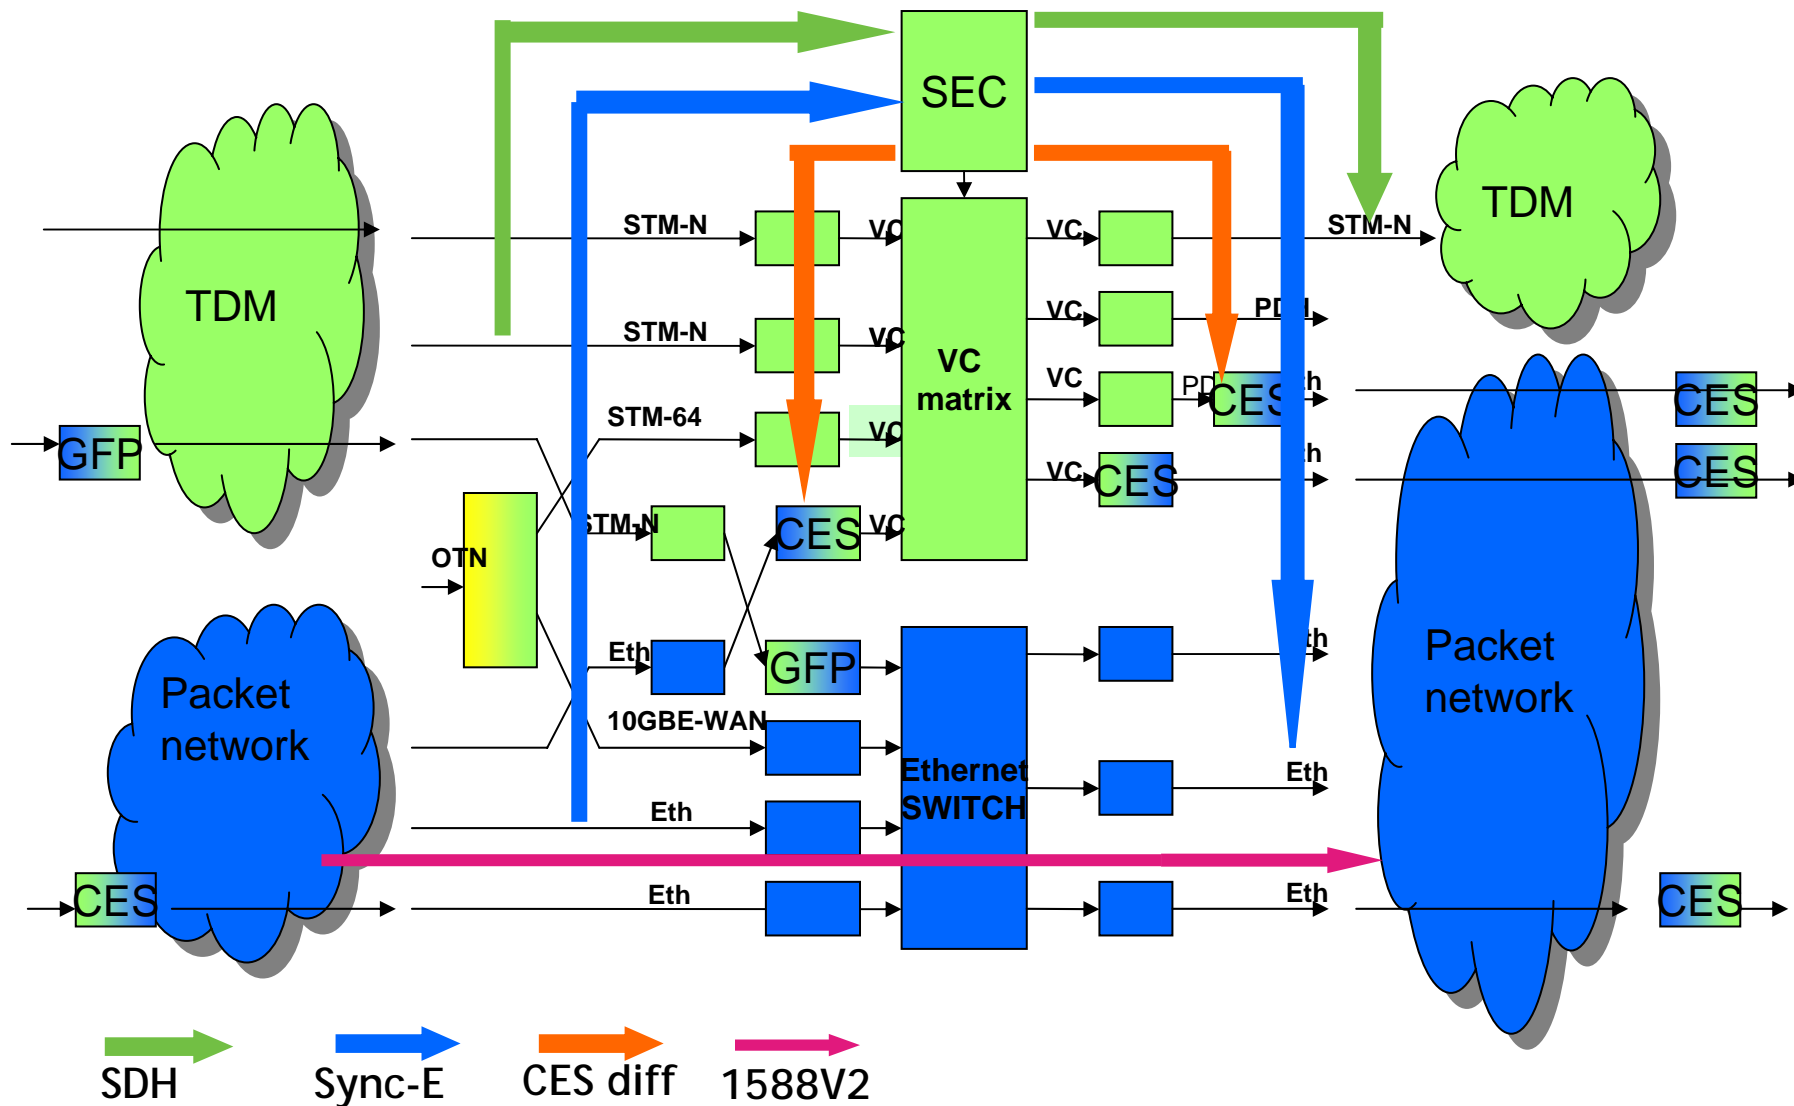 SEC
STM-N
VC
VC
STM-N
TDM
TDM
STM-N
VC
VC
PDH
VC
matrix
STM-64
VC
VC
CES
CES
GFP
VC
CES
CES
STM-N
CES
VC
OTN
Eth
GFP
Packet
network
Packet
network
10GBE-WAN
Ethernet
SWITCH
Eth
Eth
CES
Eth
Eth
CES
SDH
Sync-E
CES diff
1588V2